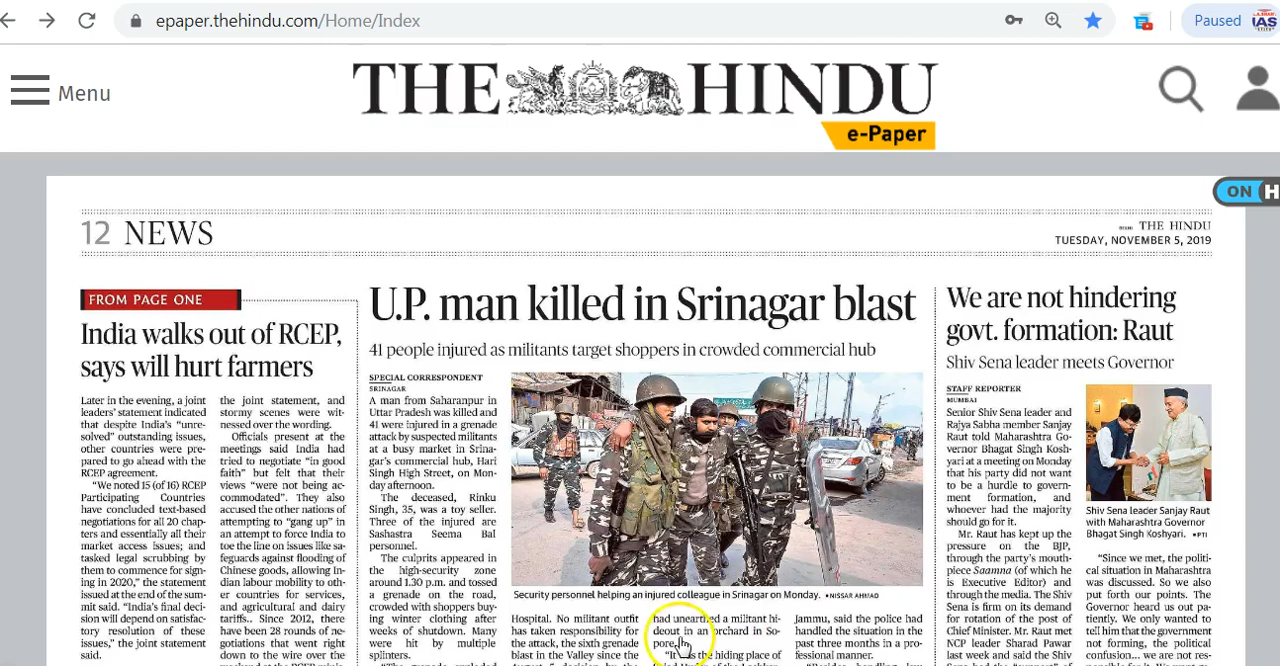 epaper.thehindu.com/Home/Index
Paused
IAS
Menu
THE HINDU
e-Paper
ON H
12 NEWS
THE HINDU
TUESDAY, NOVEMBER 5, 2019
FROM PAGE ONE
India walks out of RCEP,
says will hurt farmers
Later in the evening, a joint
leaders' statement indicated
that despite India's "unre-
solved" outstanding issues,
other countries were pre-
pared to go ahead with the
RCEP agreement.
"We noted 15 (of 16) RCEP
Participating Countries
have concluded text-based
negotiations for all 20 chap-
ters and essentially all their
market access issues; and
tasked legal scrubbing by
them to commence for sign-
ing in 2020," the statement
issued at the end of the sum-
mit said. "India's final deci-
sion will depend on satisfac-
tory resolution of these
issues," the joint statement
said.
the joint statement, and
stormy scenes were wit-
nessed over the wording.
Officials present at the
meetings said India had
tried to negotiate "in good
faith" but felt that their
views "were not being ac-
commodated". They also
accused the other nations of
attempting to "gang up" in
an attempt to force India to
toe the line on issues like sa-
feguards against flooding of
Chinese goods, allowing In-
dian labour mobility to oth-
er countries for services,
and agricultural and dairy
tariffs.. Since 2012, there
have been 28 rounds of ne-
gotiations that went right
down to the wire over the
U.P. man killed in Srinagar blast
41 people injured as militants target shoppers in crowded commercial hub
SPECIAL CORRESPONDENT
SRINAGAR
A man from Saharanpur in
Uttar Pradesh was killed and
41 were injured in a grenade
attack by suspected militants
at a busy market in Srina-
gar's commercial hub, Hari
Singh High Street, on Mon-
day afternoon.
The deceased, Rinku
Singh, 35, was a toy seller.
Three of the injured are
Sashastra Seema Bal
personnel.
The culprits appeared in
the high-security zone
around 1.30 p.m. and tossed
a grenade on the road,
crowded with shoppers buy-
ing winter clothing after
weeks of shutdown. Many
were hit by multiple
splinters.
"The grenade exploded
Security personnel helping an injured colleague in Srinagar on Monday. •NISSAR AHMAD
Hospital. No militant outfit
has taken responsibility for
the attack, the sixth grenade
blast in the Valley since the
had unearthed a militant hi-
deout in an orchard in So-
pore.
"It was the hiding place of
Jammu, said the police had
handled the situation in the
past three months in a pro-
fessional manner.
We are not hindering
govt. formation: Raut
Shiv Sena leader meets Governor
STAFF REPORTER
MUMBAI
Senior Shiv Sena leader and
Rajya Sabha member Sanjay
Raut told Maharashtra Go-
vernor Bhagat Singh Kosh-
yari at a meeting on Monday
that his party did not want
to be a hurdle to govern-
ment formation, and
whoever had the majority
should go for it.
Mr. Raut has kept up the
pressure on the BJP,
through the party's mouth-
piece Saamna (of which he
is Executive Editor) and
through the media. The Shiv
Sena is firm on its demand
for rotation of the post of
Chief Minister. Mr. Raut met
NCP leader Sharad Pawar
last week and said the Shiv
Shiv Sena leader Sanjay Raut
with Maharashtra Governor
Bhagat Singh Koshyari. •PTI
"Since we met, the politi-
cal situation in Maharashtra
was discussed. So we also
put forth our points. The
Governor heard us out pa-
tiently. We only wanted to
tell him that the government
not forming, the political
confusion... we are not res-